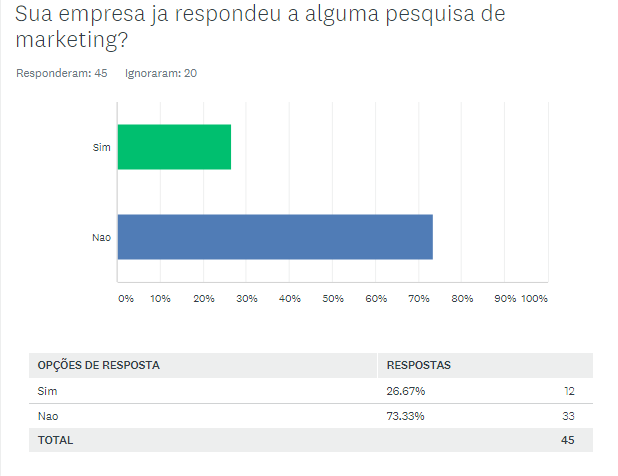 Sua empresa ja respondeu a alguma pesquisa de
marketing?
Responderam: 45 Ignoraram: 20
Sim
Nao
0% 10% 20% 30% 40% 50% 60% 70% 80% 90% 100%
OPÇÕES DE RESPOSTA RESPOSTAS
Sim 26.67% 12
Nao 73.33% 33
TOTAL 45